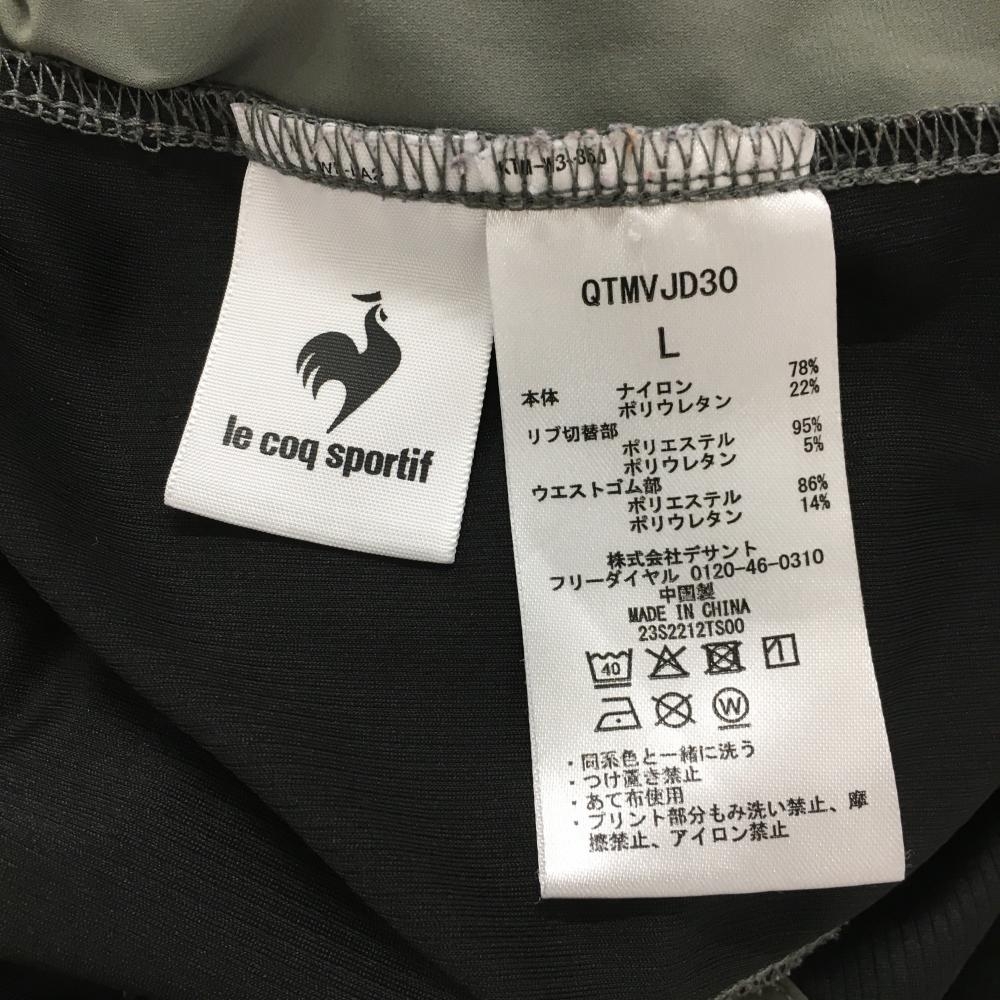 le coq sportif
QTMVJD30
L
本体 ナイロン 78%
ポリウレタン 22%
リブ切替部
ポリエステル 95%
ポリウレタン 5%
ウエストゴム部
ポリエステル 86%
ポリウレタン 14%
株式会社デサント
フリーダイヤル 0120-46-0310
中国製
MADE IN CHINA
23S2212TS00
40
W
・同系色と一緒に洗う
・つけ置き禁止
・あて布使用
・プリント部分もみ洗い禁止、摩
擦禁止、アイロン禁止